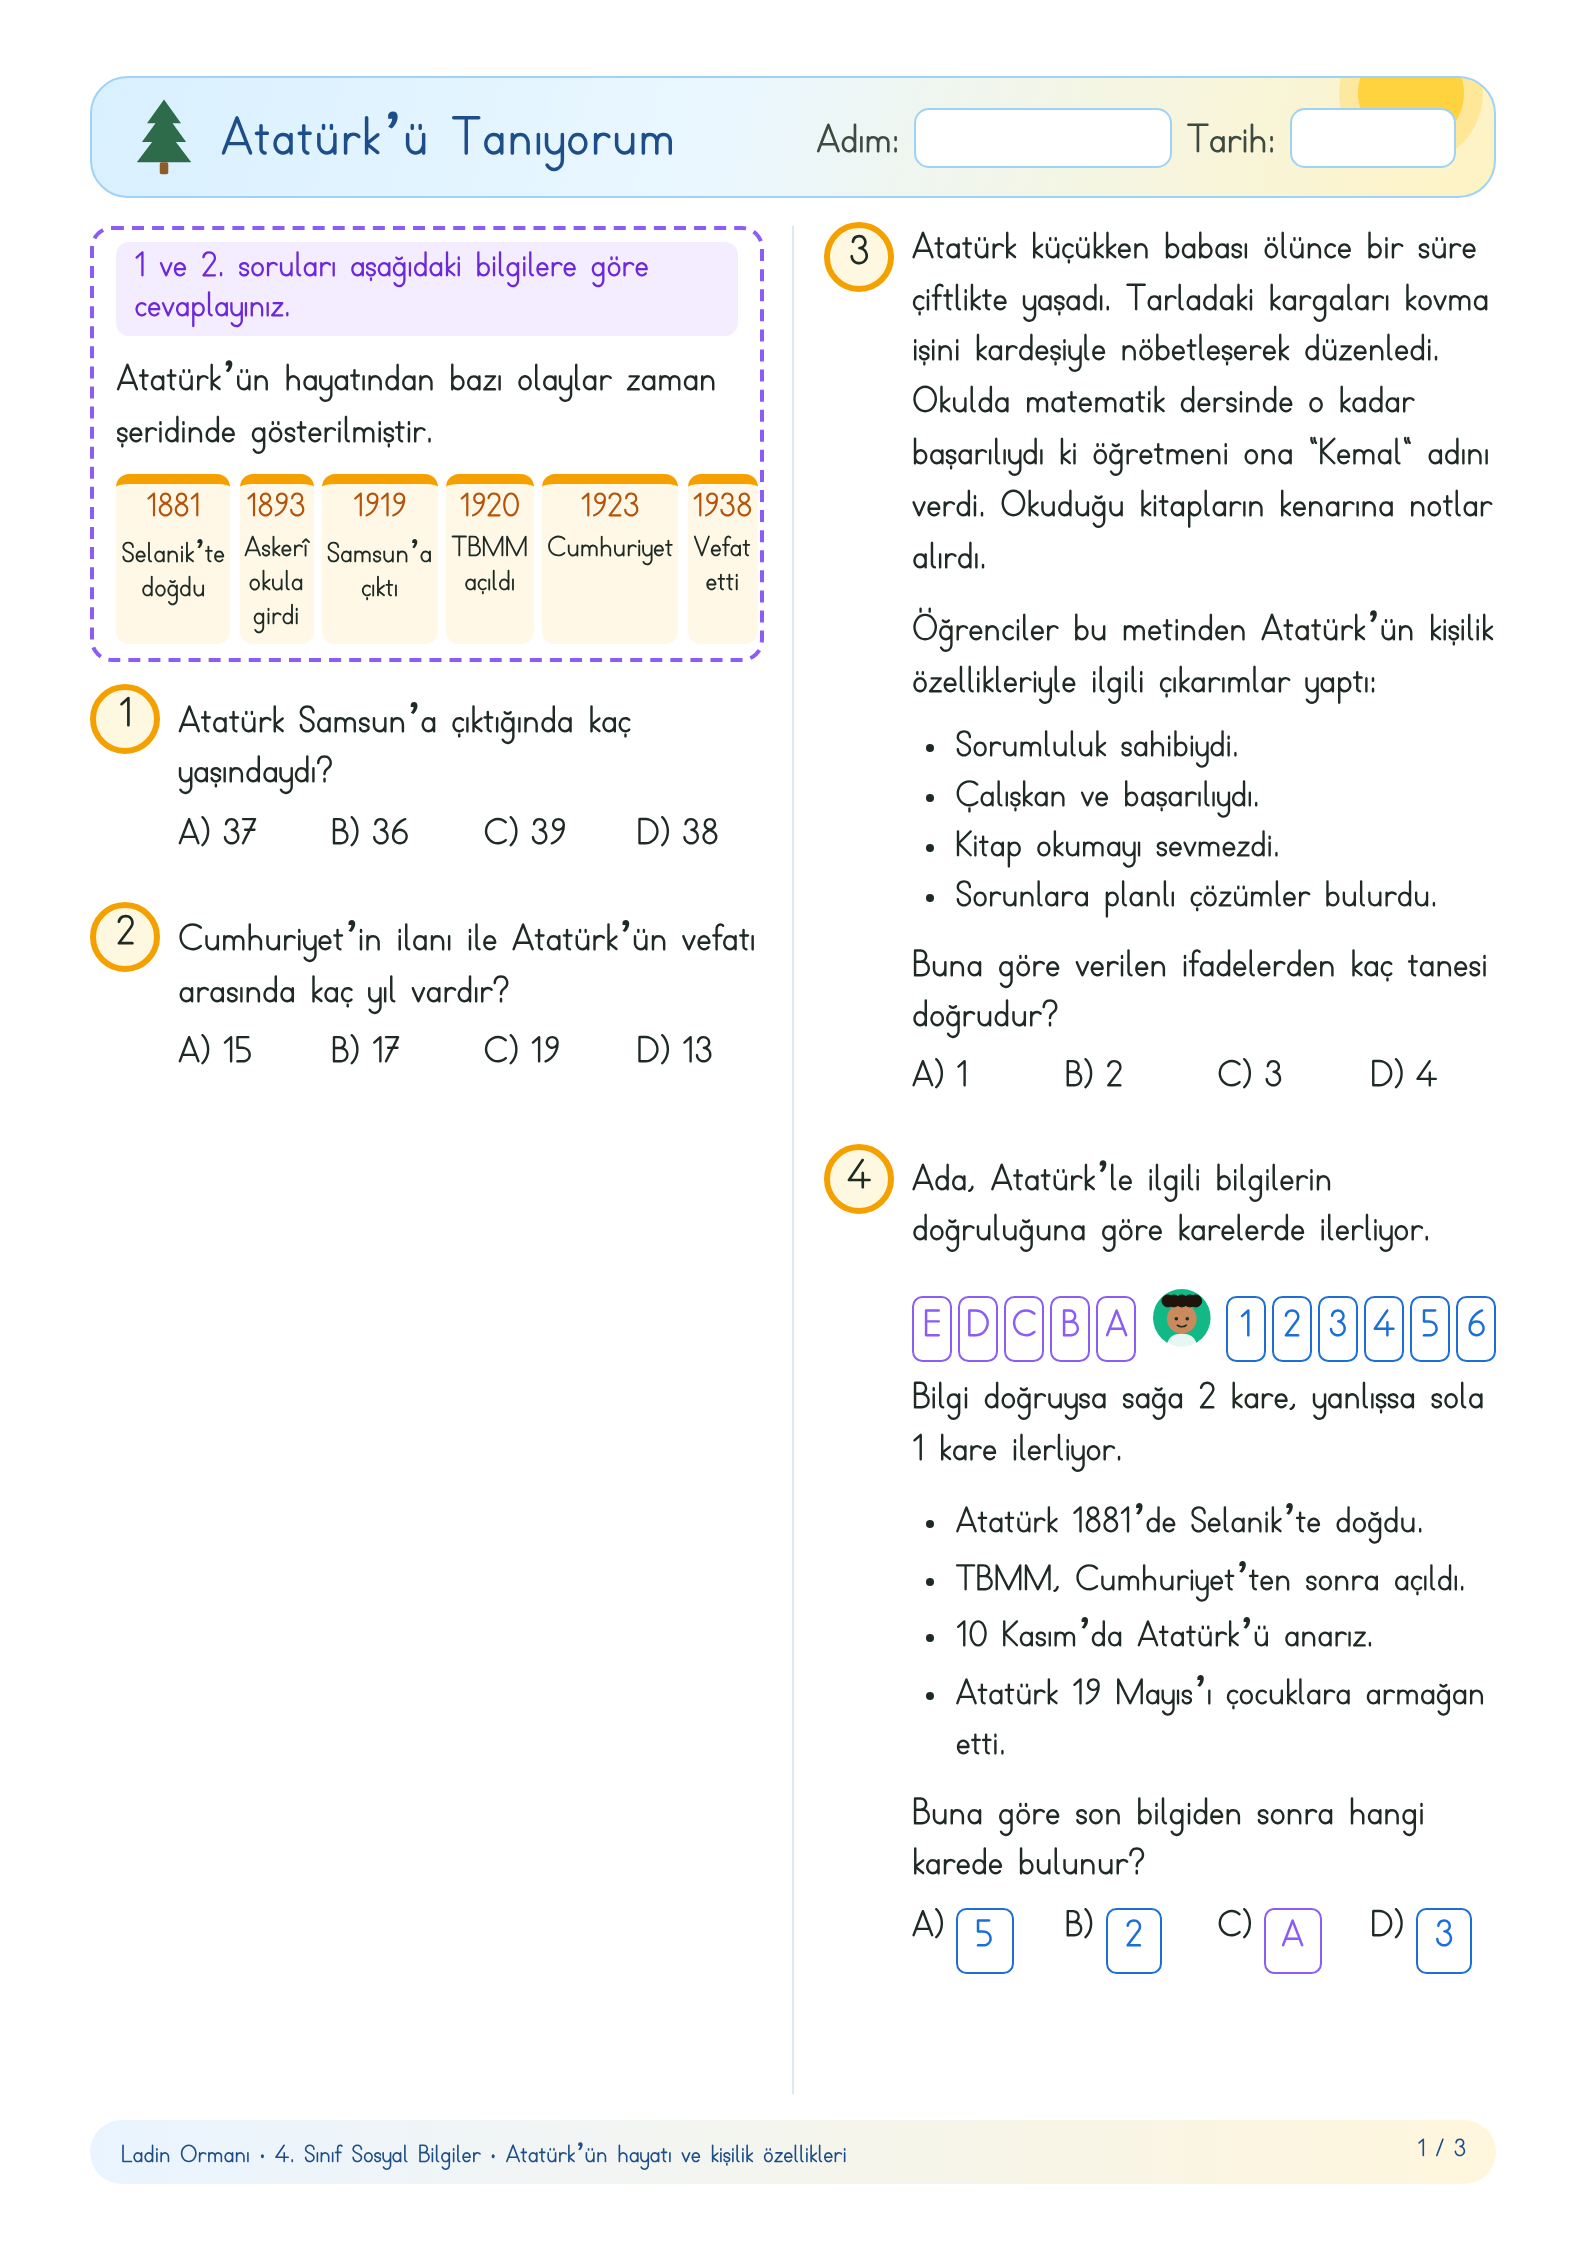 Atatürk’ü Tanıyorum
Adım:
Tarih:
1 ve 2. soruları aşağıdaki bilgilere göre
cevaplayınız.
Atatürk’ün hayatından bazı olaylar zaman
şeridinde gösterilmiştir.
1881
Selanik’te
doğdu
1893
Askerî
okula
girdi
1919
Samsun’a
çıktı
1920
TBMM
açıldı
1923
Cumhuriyet
1938
Vefat
etti
1
Atatürk Samsun’a çıktığında kaç
yaşındaydı?
A) 37 B) 36 C) 39 D) 38
2
Cumhuriyet’in ilanı ile Atatürk’ün vefatı
arasında kaç yıl vardır?
A) 15 B) 17 C) 19 D) 13
3
Atatürk küçükken babası ölünce bir süre
çiftlikte yaşadı. Tarladaki kargaları kovma
işini kardeşiyle nöbetleşerek düzenledi.
Okulda matematik dersinde o kadar
başarılıydı ki öğretmeni ona “Kemal“ adını
verdi. Okuduğu kitapların kenarına notlar
alırdı.
Öğrenciler bu metinden Atatürk’ün kişilik
özellikleriyle ilgili çıkarımlar yaptı:
• Sorumluluk sahibiydi.
• Çalışkan ve başarılıydı.
• Kitap okumayı sevmezdi.
• Sorunlara planlı çözümler bulurdu.
Buna göre verilen ifadelerden kaç tanesi
doğrudur?
A) 1 B) 2 C) 3 D) 4
4
Ada, Atatürk’le ilgili bilgilerin
doğruluğuna göre karelerde ilerliyor.
E D C B A 1 2 3 4 5 6
Bilgi doğruysa sağa 2 kare, yanlışsa sola
1 kare ilerliyor.
• Atatürk 1881’de Selanik’te doğdu.
• TBMM, Cumhuriyet’ten sonra açıldı.
• 10 Kasım’da Atatürk’ü anarız.
• Atatürk 19 Mayıs’ı çocuklara armağan
etti.
Buna göre son bilgiden sonra hangi
karede bulunur?
A) 5 B) 2 C) A D) 3
Ladin Ormanı • 4. Sınıf Sosyal Bilgiler • Atatürk’ün hayatı ve kişilik özellikleri
1 / 3